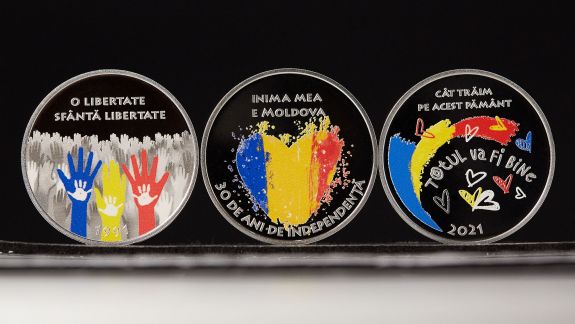 O LIBERTATE
SFÂNTĂ LIBERTATE
1991
INIMA MEA
E MOLDOVA
30 DE ANI DE INDEPENDENȚĂ
CÂT TRĂIM
PE ACEST PĂMÂNT
TOTUL va fi BINE
2021